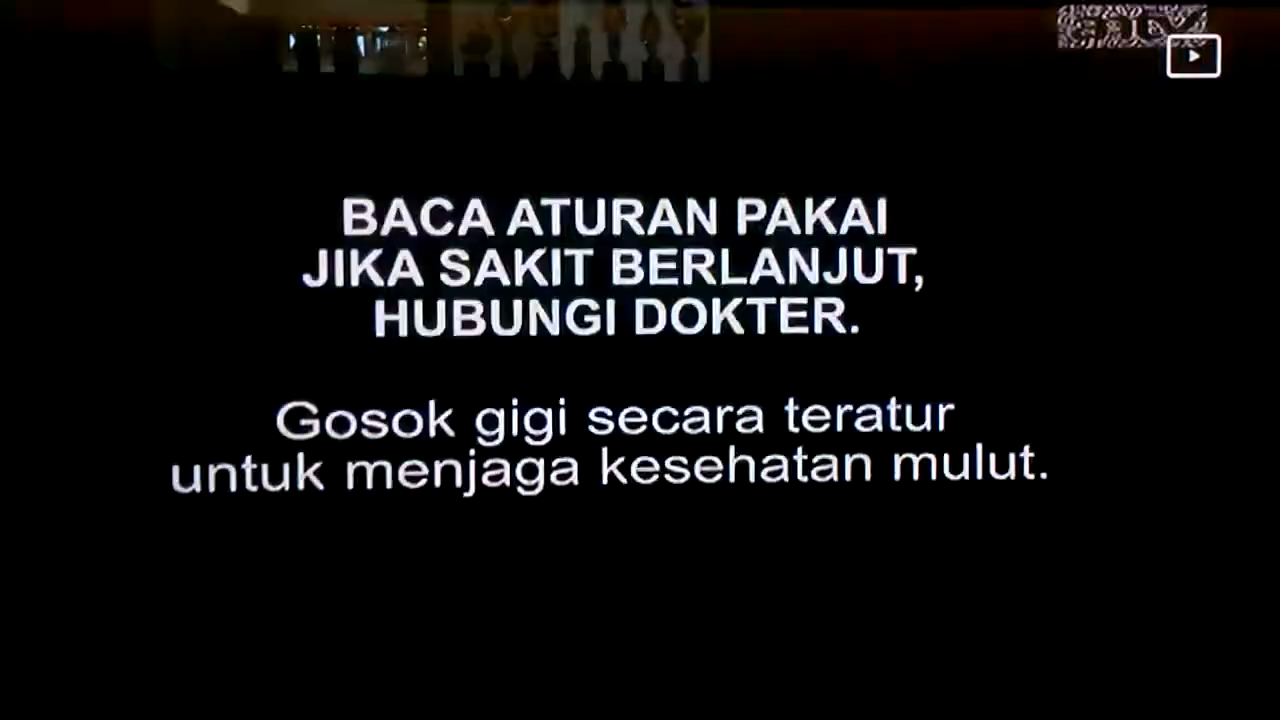 BACA ATURAN PAKAI
JIKA SAKIT BERLANJUT,
HUBUNGI DOKTER.
Gosok gigi secara teratur
untuk menjaga kesehatan mulut.